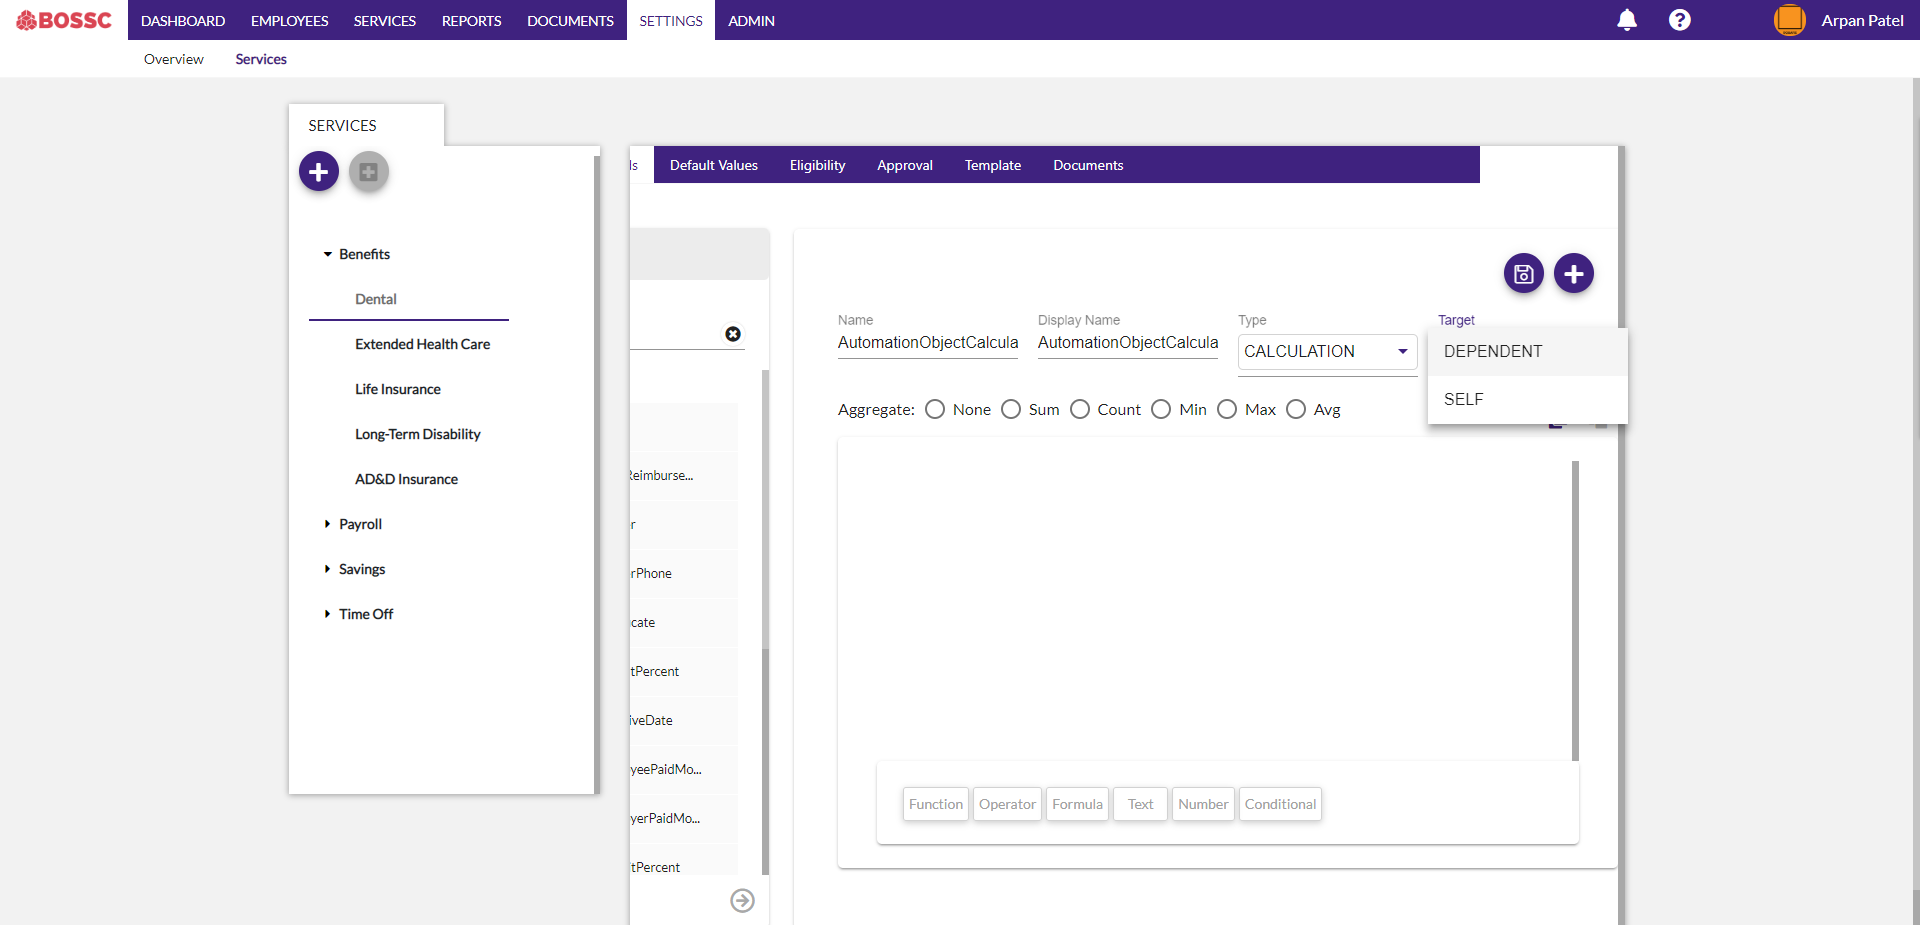 BOSSC
DASHBOARD EMPLOYEES SERVICES REPORTS DOCUMENTS SETTINGS ADMIN
Arpan Patel
Overview Services
SERVICES
Benefits
Dental
Extended Health Care
Life Insurance
Long-Term Disability
AD&D Insurance
Payroll
Savings
Time Off
ls Default Values Eligibility Approval Template Documents
Reimburse...
r
rPhone
cate
tPercent
iveDate
yeePaidMo...
yerPaidMo...
tPercent
Name Display Name Type Target
AutomationObjectCalcula AutomationObjectCalcula CALCULATION
DEPENDENT
SELF
Aggregate: None Sum Count Min Max Avg
Function Operator Formula Text Number Conditional